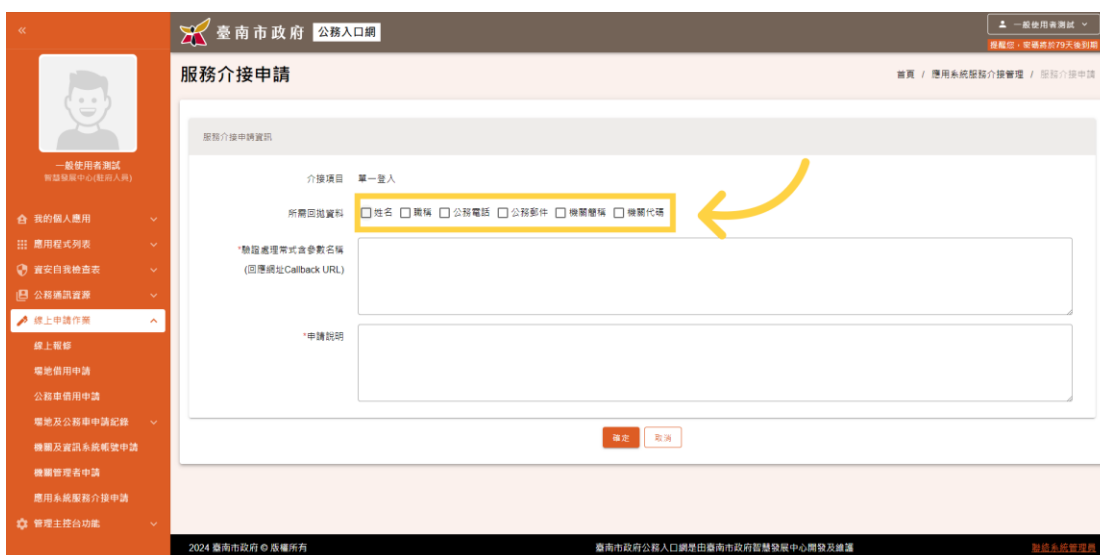 臺南市政府 公務人口網
一般使用者測試
提醒您，密碼將於79天後到期
服務介接申請
首頁 / 應用系統服務介接管理 / 服務介接申請
一般使用者測試
智慧發展中心(駐府人員)
我的個人應用
應用程式列表
資安自我檢查表
公務通訊資源
線上申請作業
線上報修
場地借用申請
公務車借用申請
場地及公務車申請紀錄
機關及資訊系統帳號申請
機關管理者申請
應用系統服務介接申請
管理主控台功能
服務介接申請資訊
介接項目 單一登入
所需回拋資料 姓名 職稱 公務電話 公務郵件 機關簡稱 機關代碼
*驗證處理常式含參數名稱
(回應網址Callback URL)
*申請說明
確定 取消
2024 臺南市政府 © 版權所有
臺南市政府公務入口網是由臺南市政府智慧發展中心開發及維護
聯絡系統管理員